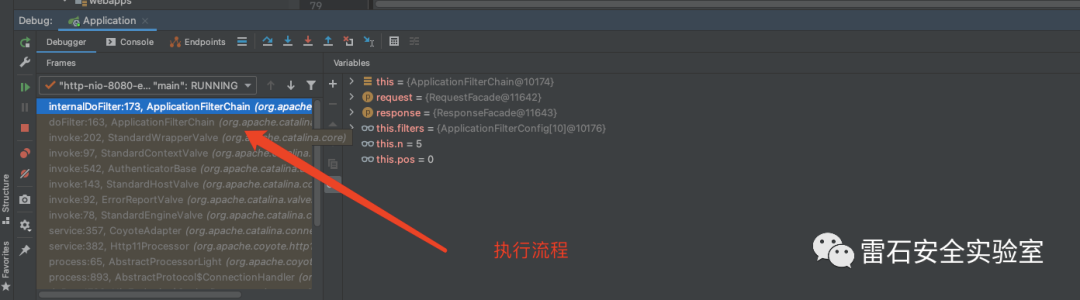 webapps
79
Debug: Application
Debugger Console Endpoints
Frames
Variables
"http-nio-8080-e... "main": RUNNING
internalDoFilter:173, ApplicationFilterChain (org.apache
doFilter:163, ApplicationFilterChain (org.apache.catalina
invoke:202, StandardWrapperValve (org.apache.catalina.core)
invoke:97, StandardContextValve (org.apache.catalina
invoke:542, AuthenticatorBase (org.apache.catalina
invoke:143, StandardHostValve (org.apache.catalina.co
invoke:92, ErrorReportValve (org.apache.catalina.valve
invoke:78, StandardEngineValve (org.apache.catalina.c
service:357, CoyoteAdapter (org.apache.catalina.conne
service:382, Http11Processor (org.apache.coyote.http1
process:65, AbstractProcessorLight (org.apache.coyot
process:893, AbstractProtocol$ConnectionHandler (org.a
this = {ApplicationFilterChain@10174}
request = {RequestFacade@11642}
response = {ResponseFacade@11643}
this.filters = {ApplicationFilterConfig[10]@10176}
this.n = 5
this.pos = 0
执行流程
雷石安全实验室
Structure
Favorites